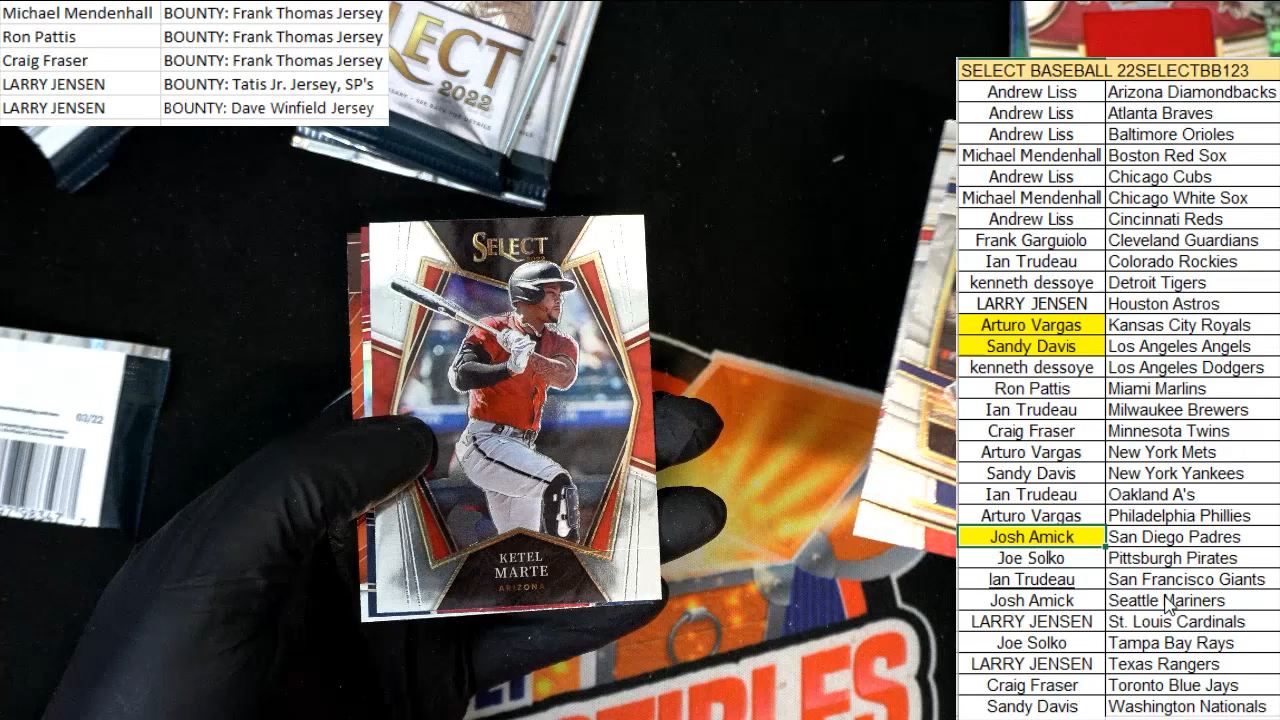 Michael Mendenhall BOUNTY: Frank Thomas Jersey
Ron Pattis BOUNTY: Frank Thomas Jersey
Craig Fraser BOUNTY: Frank Thomas Jersey
LARRY JENSEN BOUNTY: Tatis Jr. Jersey, SP's
LARRY JENSEN BOUNTY: Dave Winfield Jersey
2022
03/22
SELECT
KETEL
MARTE
ARIZONA
SELECT BASEBALL 22SELECTBB123
Andrew Liss Arizona Diamondbacks
Andrew Liss Atlanta Braves
Andrew Liss Baltimore Orioles
Michael Mendenhall Boston Red Sox
Andrew Liss Chicago Cubs
Michael Mendenhall Chicago White Sox
Andrew Liss Cincinnati Reds
Frank Garguiolo Cleveland Guardians
Ian Trudeau Colorado Rockies
kenneth dessoye Detroit Tigers
LARRY JENSEN Houston Astros
Arturo Vargas Kansas City Royals
Sandy Davis Los Angeles Angels
kenneth dessoye Los Angeles Dodgers
Ron Pattis Miami Marlins
Ian Trudeau Milwaukee Brewers
Craig Fraser Minnesota Twins
Arturo Vargas New York Mets
Sandy Davis New York Yankees
Ian Trudeau Oakland A's
Arturo Vargas Philadelphia Phillies
Josh Amick San Diego Padres
Joe Solko Pittsburgh Pirates
Ian Trudeau San Francisco Giants
Josh Amick Seattle Mariners
LARRY JENSEN St. Louis Cardinals
Joe Solko Tampa Bay Rays
LARRY JENSEN Texas Rangers
Craig Fraser Toronto Blue Jays
Sandy Davis Washington Nationals